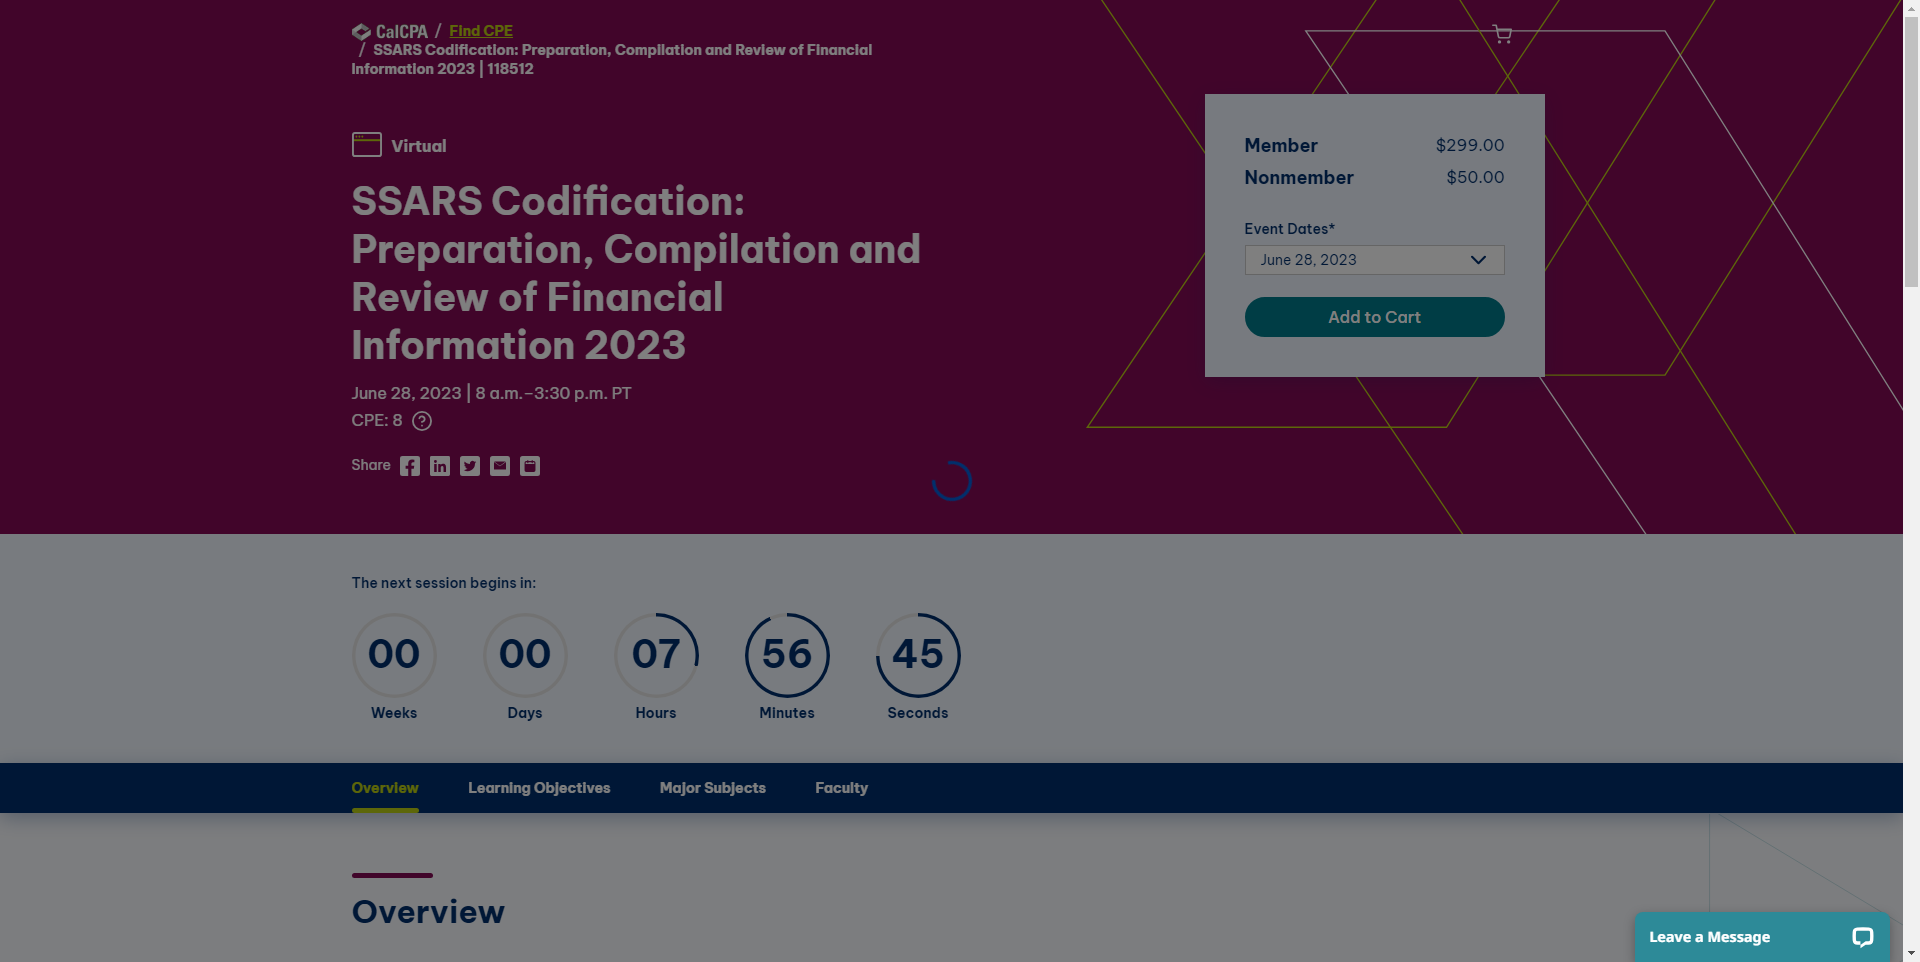 CalCPA / Find CPE
/ SSARS Codification: Preparation, Compilation and Review of Financial
Information 2023 | 118512
Virtual
SSARS Codification:
Preparation, Compilation and
Review of Financial
Information 2023
June 28, 2023 | 8 a.m.–3:30 p.m. PT
CPE: 8 ?
Share
Member $299.00
Nonmember $50.00
Event Dates*
June 28, 2023
Add to Cart
The next session begins in:
00 00 07 56 45
Weeks Days Hours Minutes Seconds
Overview Learning Objectives Major Subjects Faculty
Overview
Leave a Message